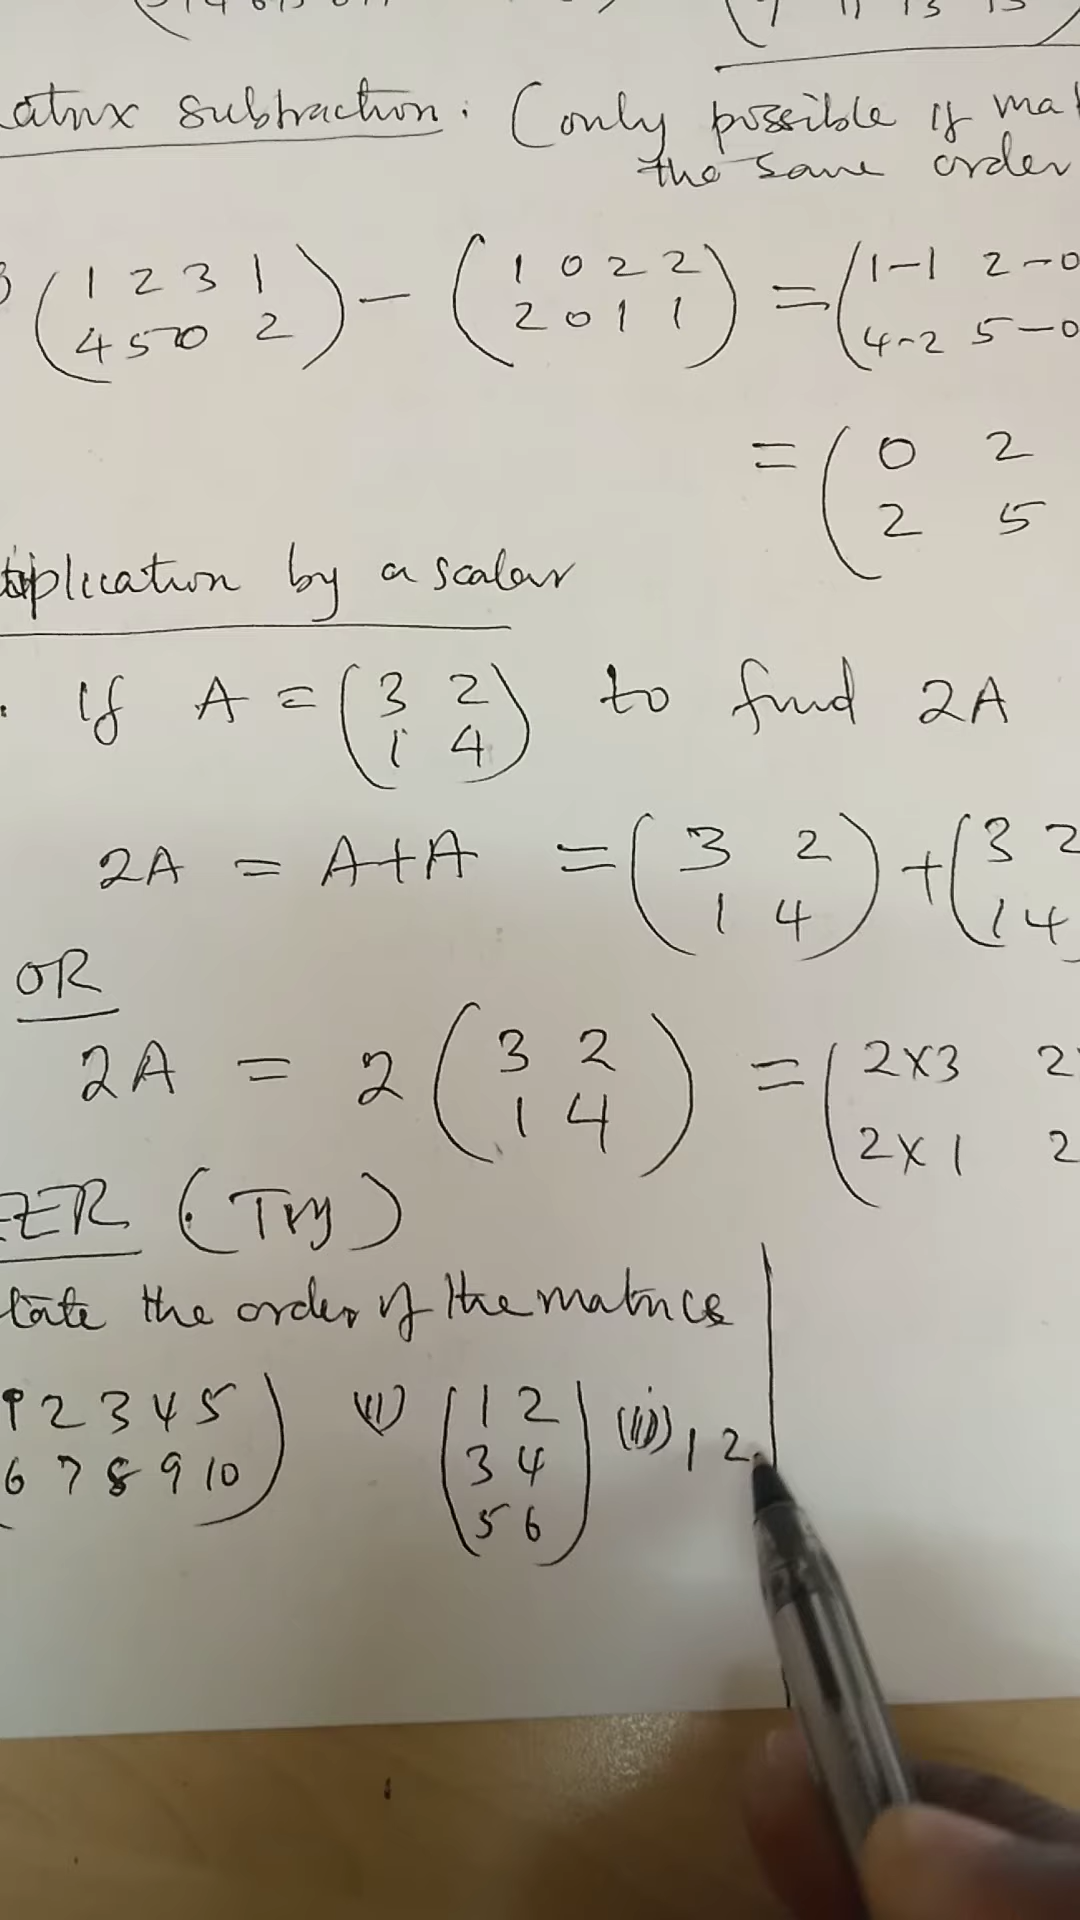 atrix subtraction: (only possible if mat
the same order
(1 2 3 1) - (1 0 2 2) = (1-1 2-0
(4 5 0 2) (2 0 1 1) (4-2 5-0
= (0 2
2 5
plication by a scalar
. If A = (3 2) to find 2A
(1 4)
2A = A+A = (3 2) + (3 2
(1 4) (1 4)
OR
2A = 2 (3 2) = (2×3 2
(1 4) (2×1 2
ER (Try)
tate the order of the matrices
1 2 3 4 5) (ii) (1 2) (iii) 1 2
6 7 8 9 10) (3 4)
(5 6)